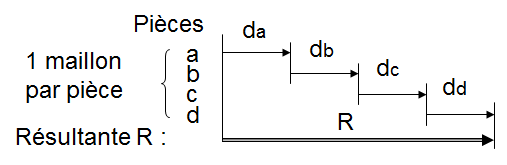 Pièces
1 maillon
par pièce
a
b
c
d
da
db
dc
dd
R
Résultante R :